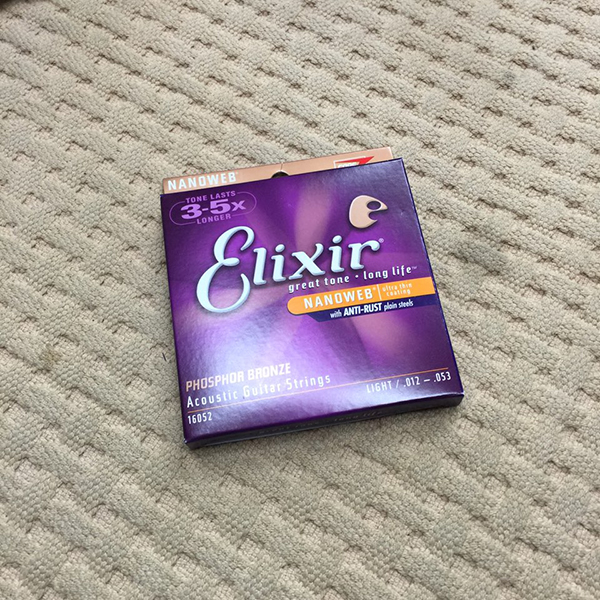 NANOWEB®
TONE LASTS
3-5x
LONGER
Elixir®
great tone • long life™
NANOWEB® ultra thin coating
with ANTI-RUST plain steels
PHOSPHOR BRONZE
Acoustic Guitar Strings
LIGHT / .012 – .053
16052